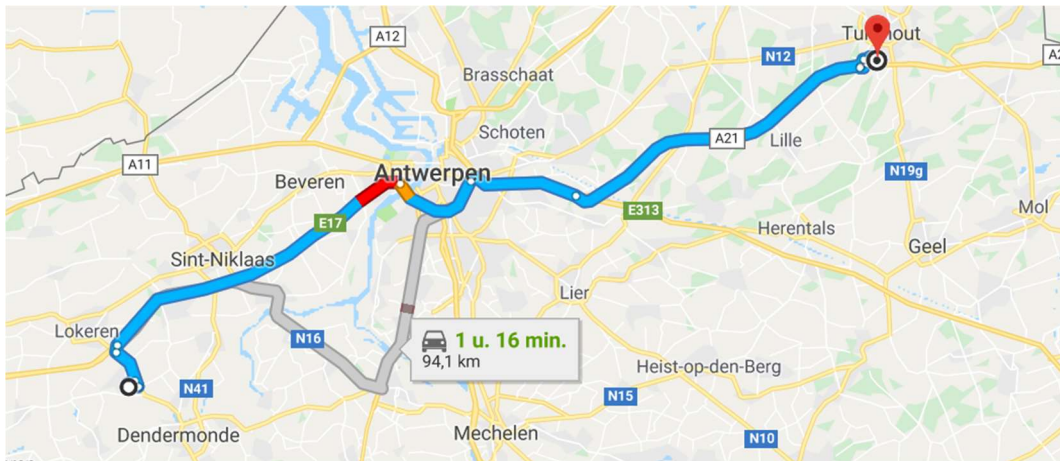 Turnhout
A12
N12
A2
Brasschaat
Schoten
A21
Lille
A11
Antwerpen
Beveren
N19g
E17
E313
Mol
Herentals
Geel
Sint-Niklaas
Lier
Lokeren
N16
1 u. 16 min.
94,1 km
Heist-op-den-Berg
N41
N15
Dendermonde
Mechelen
N10